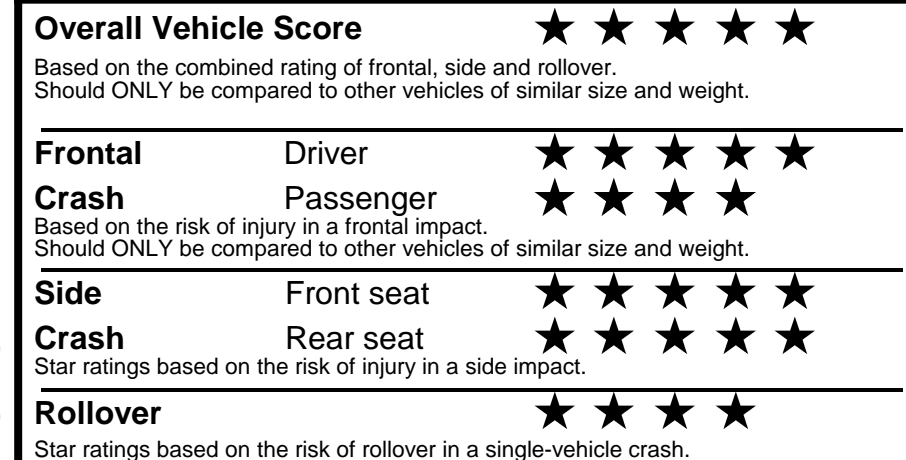 Overall Vehicle Score ★ ★ ★ ★ ★
Based on the combined rating of frontal, side and rollover.
Should ONLY be compared to other vehicles of similar size and weight.
Frontal Driver ★ ★ ★ ★ ★
Crash Passenger ★ ★ ★ ★
Based on the risk of injury in a frontal impact.
Should ONLY be compared to other vehicles of similar size and weight.
Side Front seat ★ ★ ★ ★ ★
Crash Rear seat ★ ★ ★ ★ ★
Star ratings based on the risk of injury in a side impact.
Rollover ★ ★ ★ ★
Star ratings based on the risk of rollover in a single-vehicle crash.